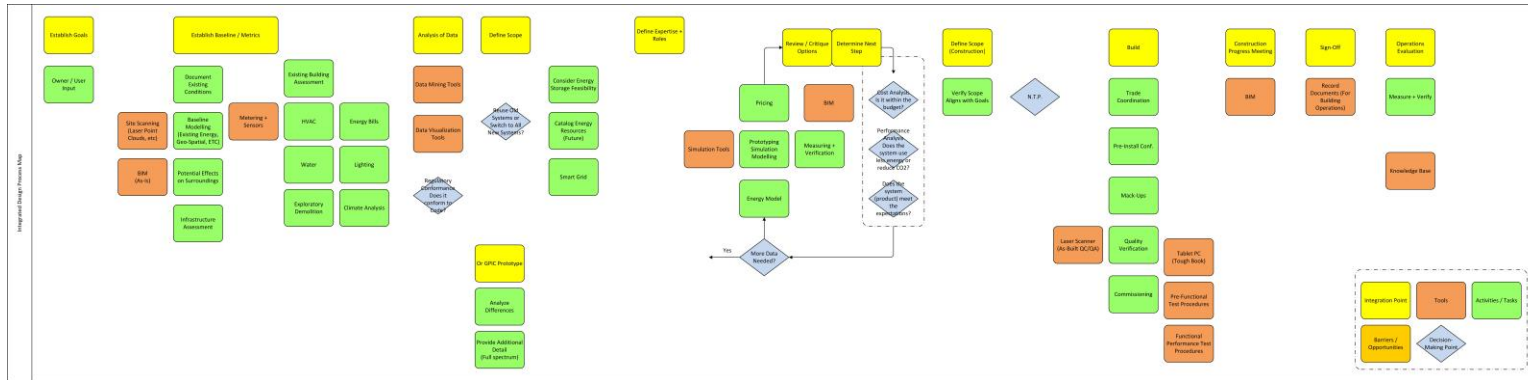 Integrated Design Process Map
Establish Goals
Owner / User
Input
Establish Baseline / Metrics
Site Scanning
(Laser Point
Clouds, etc)
BIM
(As-Is)
Document
Existing
Conditions
Baseline
Modelling
(Existing Energy,
Geo-Spatial, ETC)
Potential Effects
on Surroundings
Infrastructure
Assessment
Metering +
Sensors
Existing Building
Assessment
HVAC
Water
Exploratory
Demolition
Energy Bills
Lighting
Climate Analysis
Analysis of Data
Data Mining Tools
Data Visualization
Tools
Regulatory
Conformance
Does it
conform to
Code?
Define Scope
Reuse Old
Systems or
Switch to All
New Systems?
Or GPIC Prototype
Analyze
Differences
Provide Additional
Detail
(Full spectrum)
Consider Energy
Storage Feasibility
Catalog Energy
Resources
(Future)
Smart Grid
Define Expertise +
Roles
Review / Critique
Options
Determine Next
Step
Pricing
BIM
Simulation Tools
Prototyping
Simulation
Modelling
Measuring +
Verification
Energy Model
Cost Analysis
Is it within the
budget?
Performance
Analysis
Does the
system use
less energy or
reduce CO2?
Does the
system
(product) meet
the
expectations?
Yes
More Data
Needed?
Define Scope
(Construction)
Verify Scope
Aligns with Goals
N.T.P.
Build
Trade
Coordination
Pre-Install Conf.
Mock-Ups
Laser Scanner
(As-Built QC/QA)
Quality
Verification
Commissioning
Tablet PC
(Tough Book)
Pre-Functional
Test Procedures
Functional
Performance Test
Procedures
Construction
Progress Meeting
BIM
Sign-Off
Record
Documents (For
Building
Operations)
Operations
Evaluation
Measure + Verify
Knowledge Base
Integration Point
Tools
Activities / Tasks
Barriers /
Opportunities
Decision-
Making Point